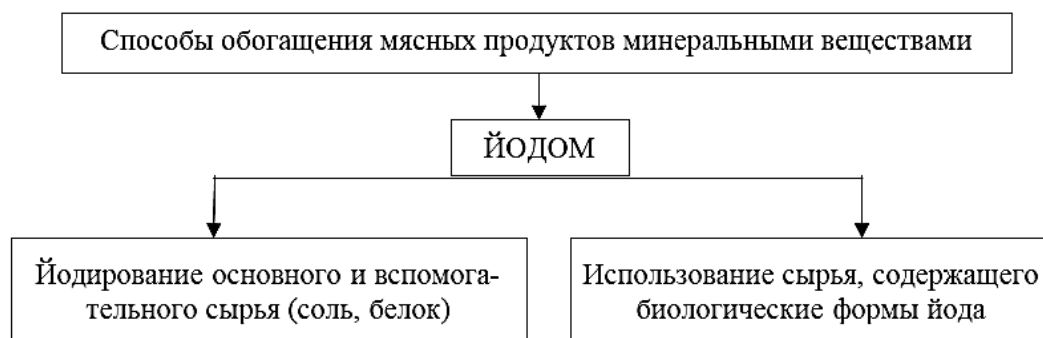 Способы обогащения мясных продуктов минеральными веществами
ЙОДОМ
Йодирование основного и вспомога-
тельного сырья (соль, белок)
Использование сырья, содержащего
биологические формы йода